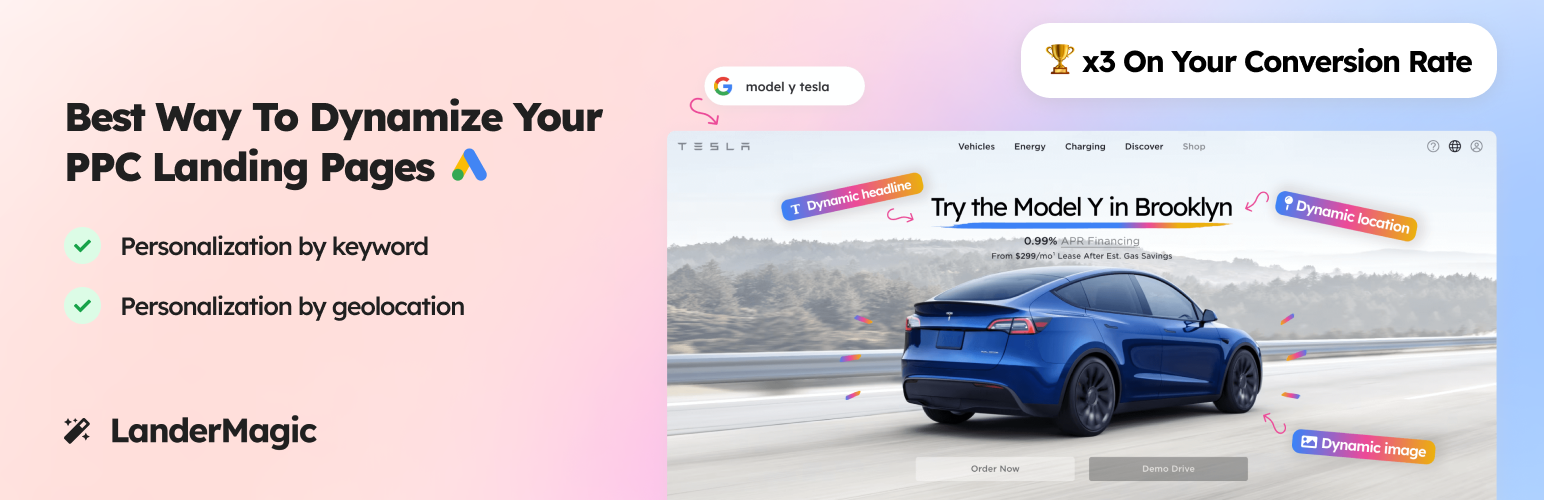 x3 On Your Conversion Rate
model y tesla
Best Way To Dynamize Your
PPC Landing Pages
Personalization by keyword
Personalization by geolocation
LanderMagic
TESLA
Vehicles Energy Charging Discover Shop
T Dynamic headline
Try the Model Y in Brooklyn
Dynamic location
0.99% APR Financing
From $299/mo¹ Lease After Est. Gas Savings
Order Now
Demo Drive
Dynamic image